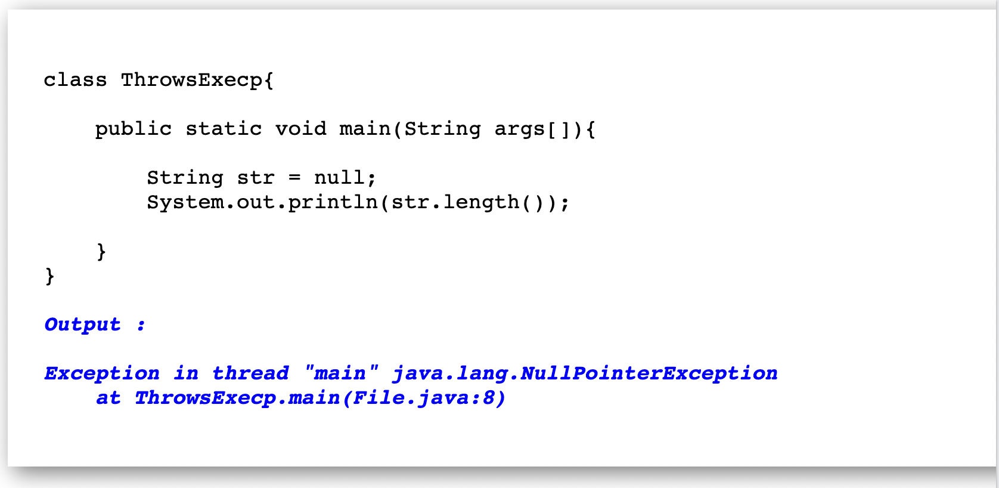 class ThrowsExecp{
public static void main(String args[]){
String str = null;
System.out.println(str.length());
}
}
Output :
Exception in thread "main" java.lang.NullPointerException
at ThrowsExecp.main(File.java:8)